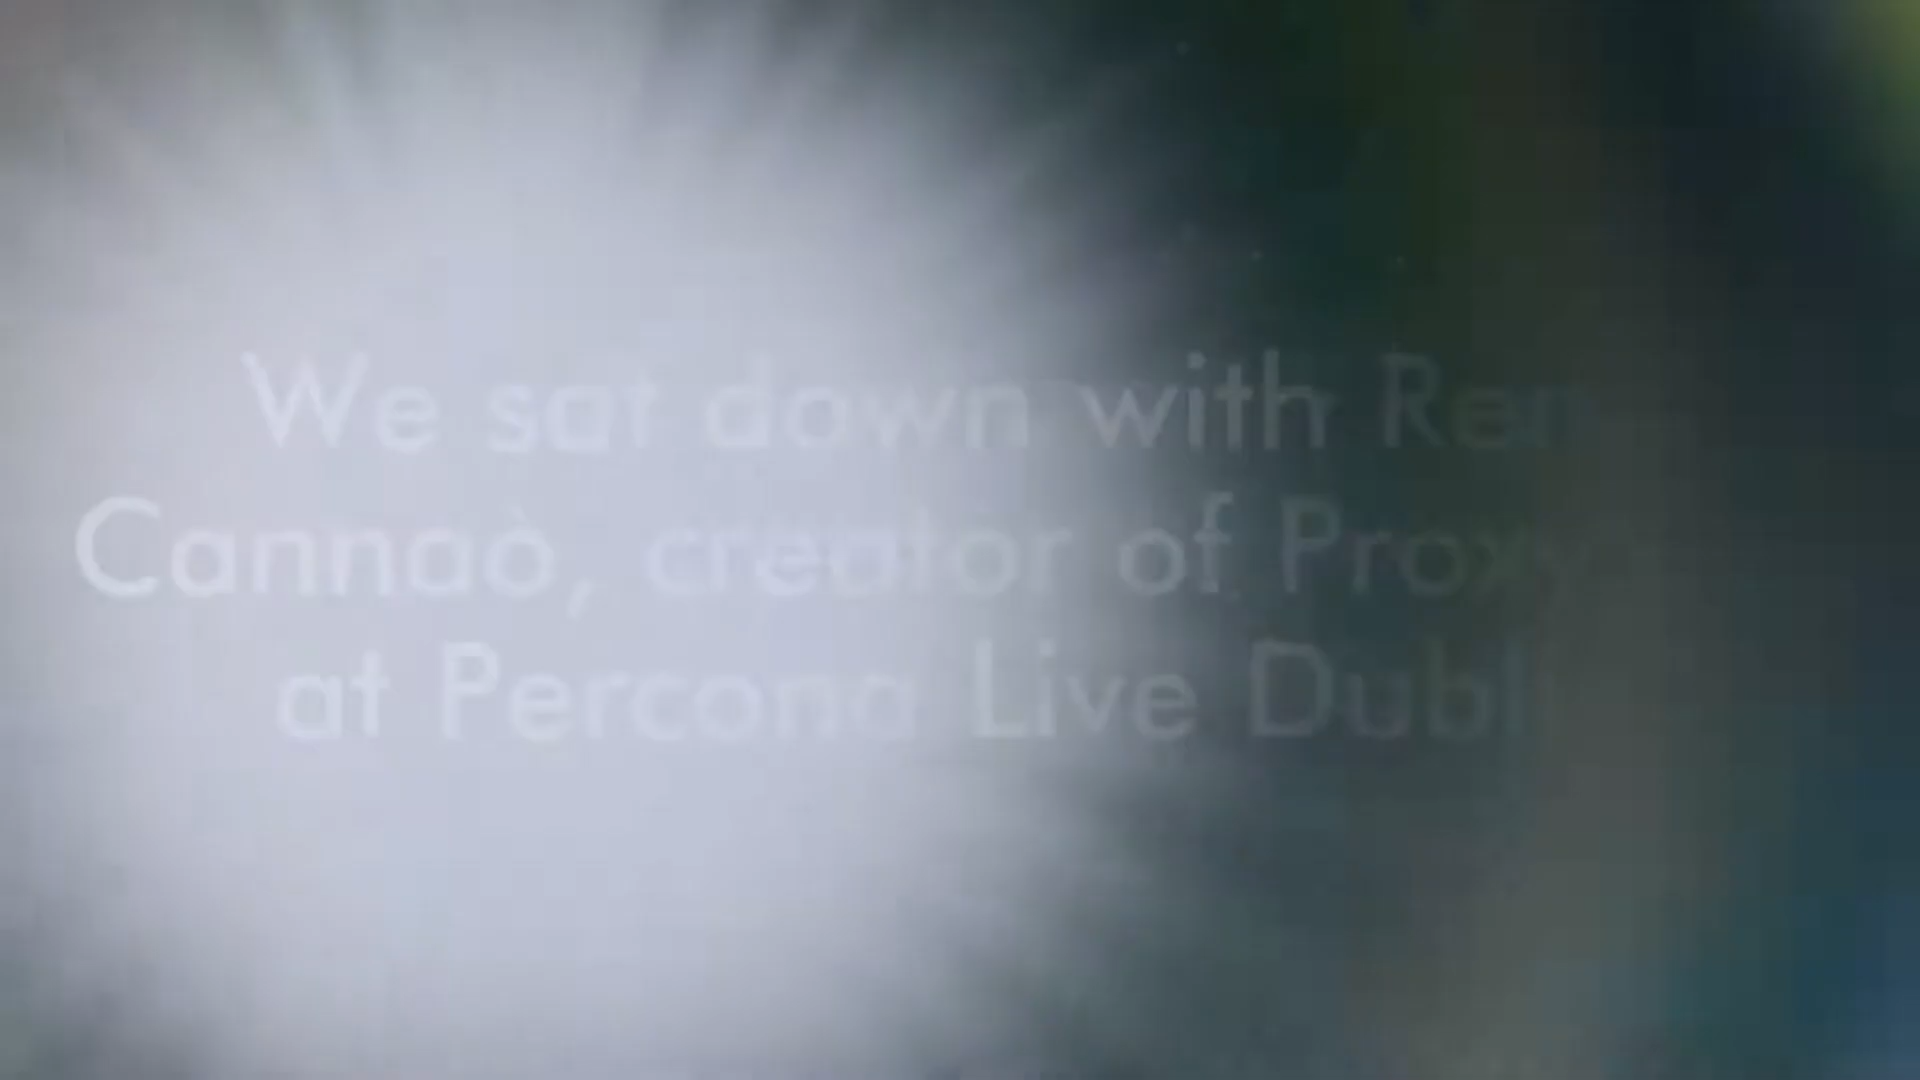 We sat down with
Cannaò, creator of
at Percona Live